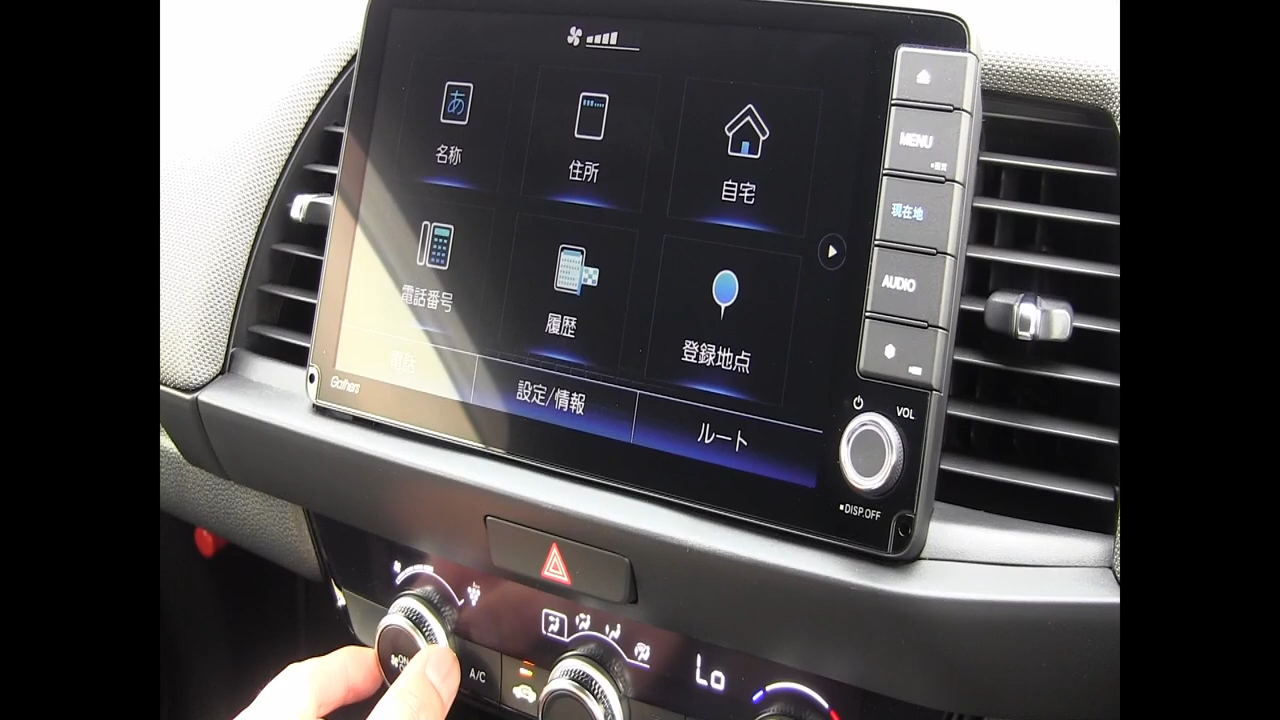 あ
名称
住所
自宅
MENU
現在地
電話番号
履歴
登録地点
AUDIO
電話
設定/情報
ルート
Gathers
VOL
DISP.OFF
A/C
Lo
ON